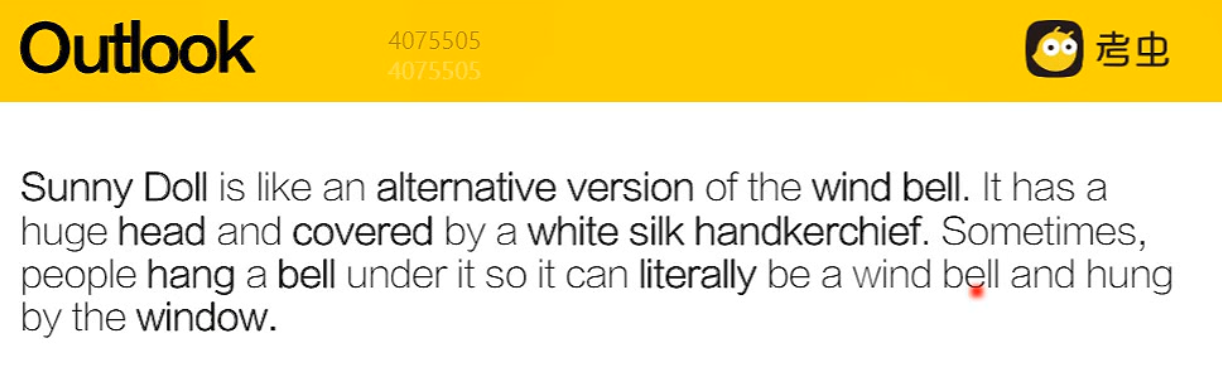 Outlook
4075505
4075505
考虫
Sunny Doll is like an alternative version of the wind bell. It has a
huge head and covered by a white silk handkerchief. Sometimes,
people hang a bell under it so it can literally be a wind bell and hung
by the window.